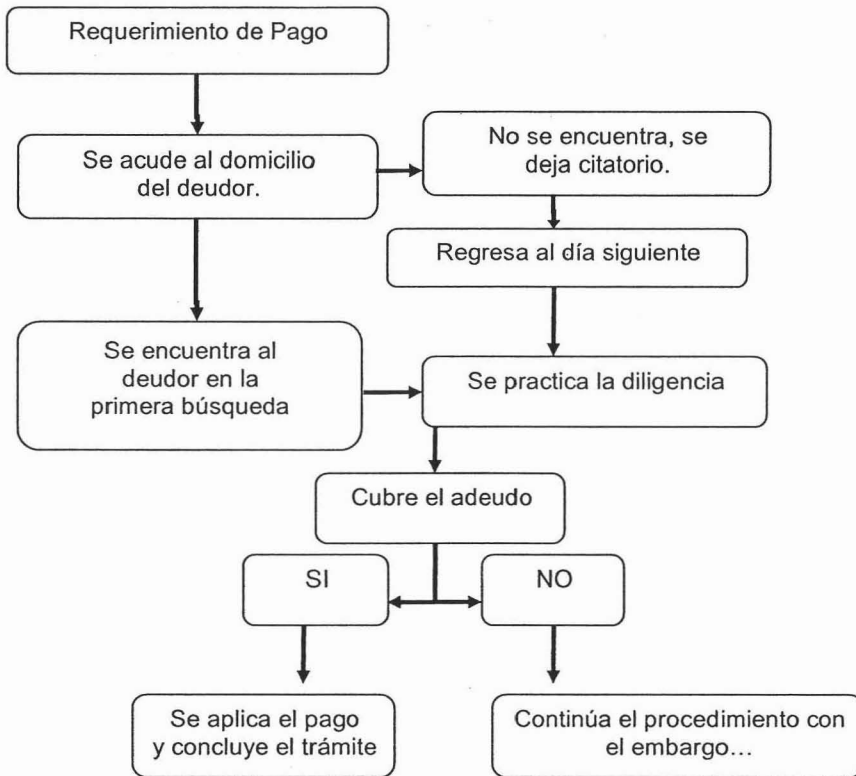 Requerimiento de Pago
Se acude al domicilio
del deudor.
No se encuentra, se
deja citatorio.
Regresa al día siguiente
Se encuentra al
deudor en la
primera búsqueda
Se practica la diligencia
Cubre el adeudo
SI
NO
Se aplica el pago
y concluye el trámite
Continúa el procedimiento con
el embargo…